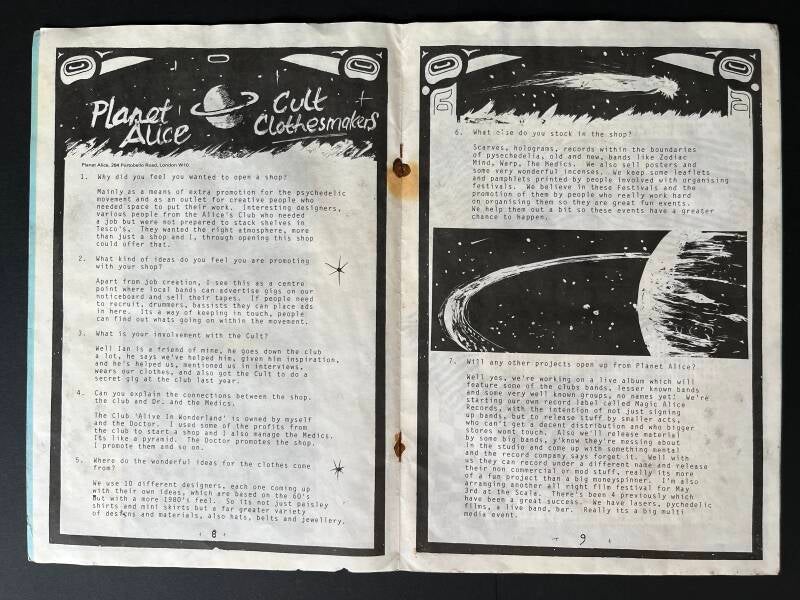 Planet Alice
Cult Clothesmakers
Planet Alice, 284 Portobello Road, London W10.
1. Why did you feel you wanted to open a shop?
Mainly as a means of extra promotion for the psychedelic
movement and as an outlet for creative people who
needed space to put their work. Interesting designers,
various people from the Alice's Club who needed
a job but were not prepared to stack shelves in
Tesco's. They wanted the right atmosphere, more
than just a shop and I, through opening this shop
could offer that.
2. What kind of ideas do you feel you are promoting
with your shop?
Apart from job creation, I see this as a centre
point where local bands can advertise gigs on our
noticeboard and sell their tapes. If people need
to recruit, drummers, bassists they can place ads
in here. Its a way of keeping in touch, people
can find out whats going on within the movement.
3. What is your involvement with the Cult?
Well Ian is a friend of mine, he goes down the club
a lot, he says we've helped him, given him inspiration,
and he's helped us, mentioned us in interviews,
wears our clothes, and also got the Cult to do a
secret gig at the club last year.
4. Can you explain the connections between the shop,
the club and Dr. and the Medics.
The Club 'Alive In Wonderland' is owned by myself
and the Doctor. I used some of the profits from
the club to start a shop and I also manage the Medics.
Its like a pyramid. The Doctor promotes the shop.
I promote them and so on.
5. Where do the wonderful ideas for the clothes come
from?
We use 10 different designers, each one coming up
with their own ideas, which are based on the 60's
But with a more 1980's feel. So its not just paisley
shirts and mini skirts but a far greater variety
of designs and materials, also hats, belts and jewellery.
8
6. What else do you stock in the shop?
Scarves, holograms, records within the boundaries
of pysechedelia, old and new, bands like Zodiac
Mind, Werp, The Medics. We also sell posters and
some very wonderful incenses. We keep some leaflets
and pamphlets printed by people involved with organising
festivals. We believe in these festivals and the
promotion of them by people who really work hard
on organising them so they are great fun events.
We help them out a bit so these events have a greater
chance to happen.
7. Will any other projects open up from Planet Alice?
Well yes, we're working on a live album which will
feature some of the clubs bands, lesser known bands
and some very well known groups, no names yet! We're
starting our own record label called Magic Alice
Records, with the intention of not just signing
up bands, but to release stuff by smaller acts,
who can't get a decent distribution and who bigger
stores wont touch. Also we'll release material
by some big bands, y'know they're messing about
in the studio and come up with something mental
and the record company says forget it. Well with
us they can record under a different name and release
their non commercial or mod stuff, really its more
of a fun project than a big moneyspinner. I'm also
arranging another all night film festival for May
3rd at the Scala. There's been 4 previously which
have been a great success. We have lasers, pychedelic
films, a live band, bar. Really its a big multi
media event.
9